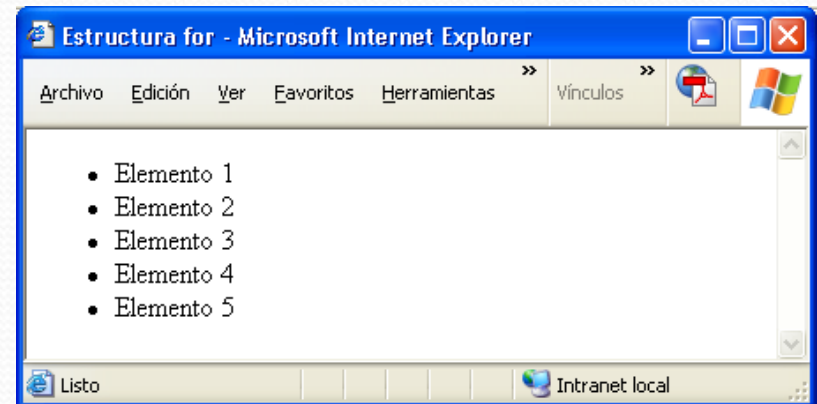 Estructura for - Microsoft Internet Explorer
Archivo Edición Ver Favoritos Herramientas » Vínculos »
• Elemento 1
• Elemento 2
• Elemento 3
• Elemento 4
• Elemento 5
Listo Intranet local